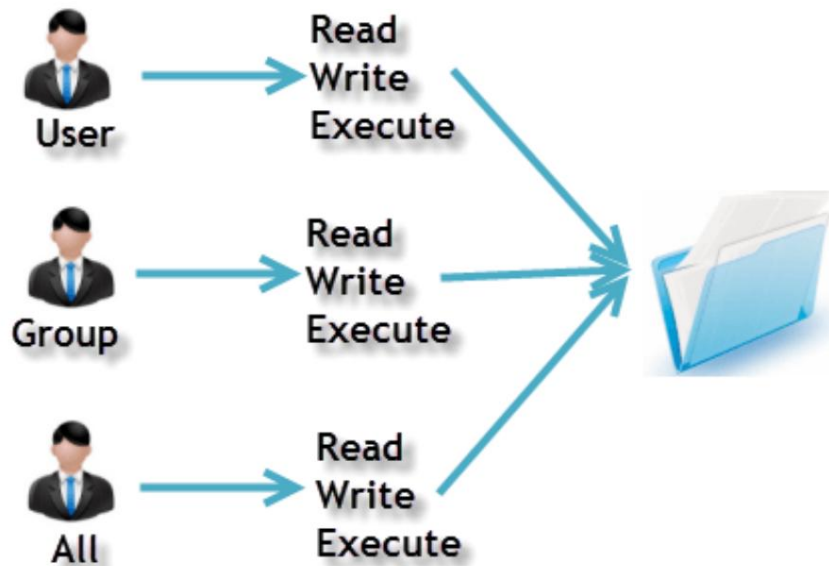 User
Read
Write
Execute
Group
Read
Write
Execute
All
Read
Write
Execute